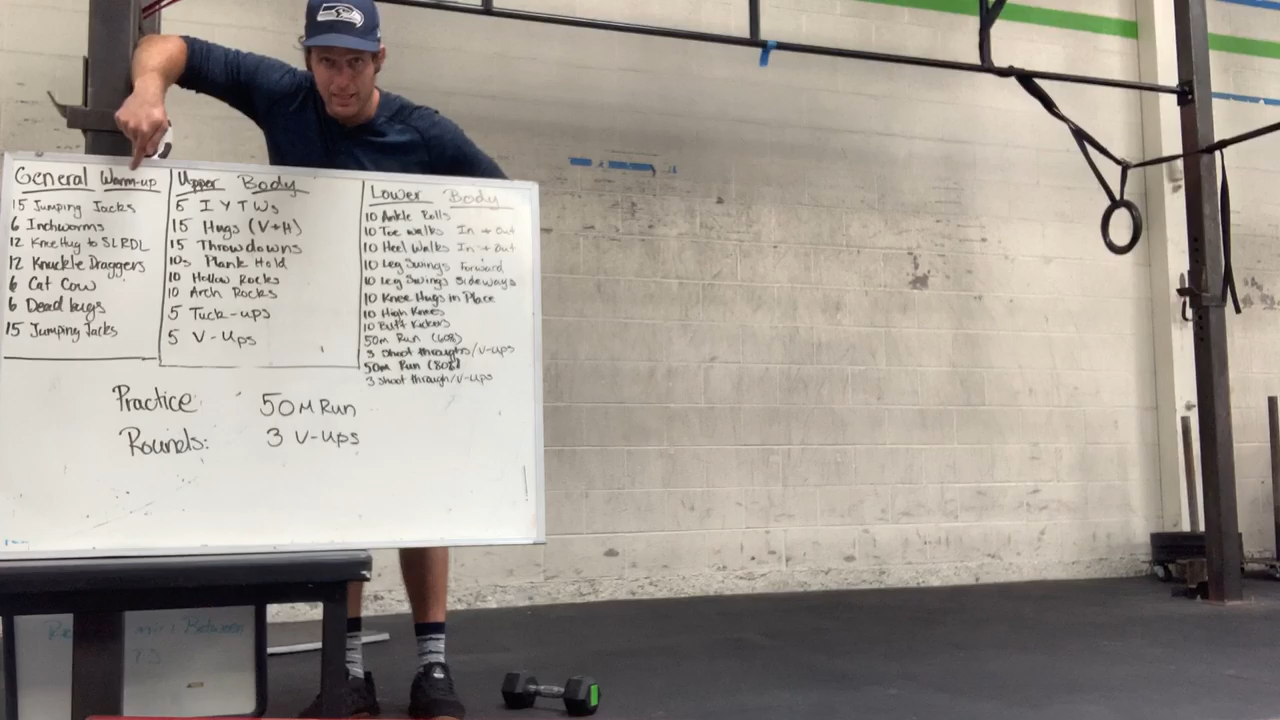 General Warm-up
15 Jumping Jacks
6 Inchworms
12 Knee Hug to SLRDL
12 Knuckle Draggers
6 Cat Cow
6 Dead bugs
15 Jumping Jacks
Upper Body
5 I Y T Ws
15 Hugs (V+H)
15 Throwdowns
10s Plank Hold
10 Hollow Rocks
10 Arch Rocks
5 Tuck-ups
5 V-Ups
Lower Body
10 Ankle Rolls
10 Toe walks In + Out
10 Heel Walks In + Out
10 Leg Swings Forward
10 Leg Swings Sideways
10 Knee Hugs in Place
10 High Knees
10 Butt Kickers
50m Run (60%)
3 Shoot throughs/V-ups
50m Run (80%)
3 Shoot through/V-ups
Practice: 50M Run
Rounds: 3 V-Ups
min Between